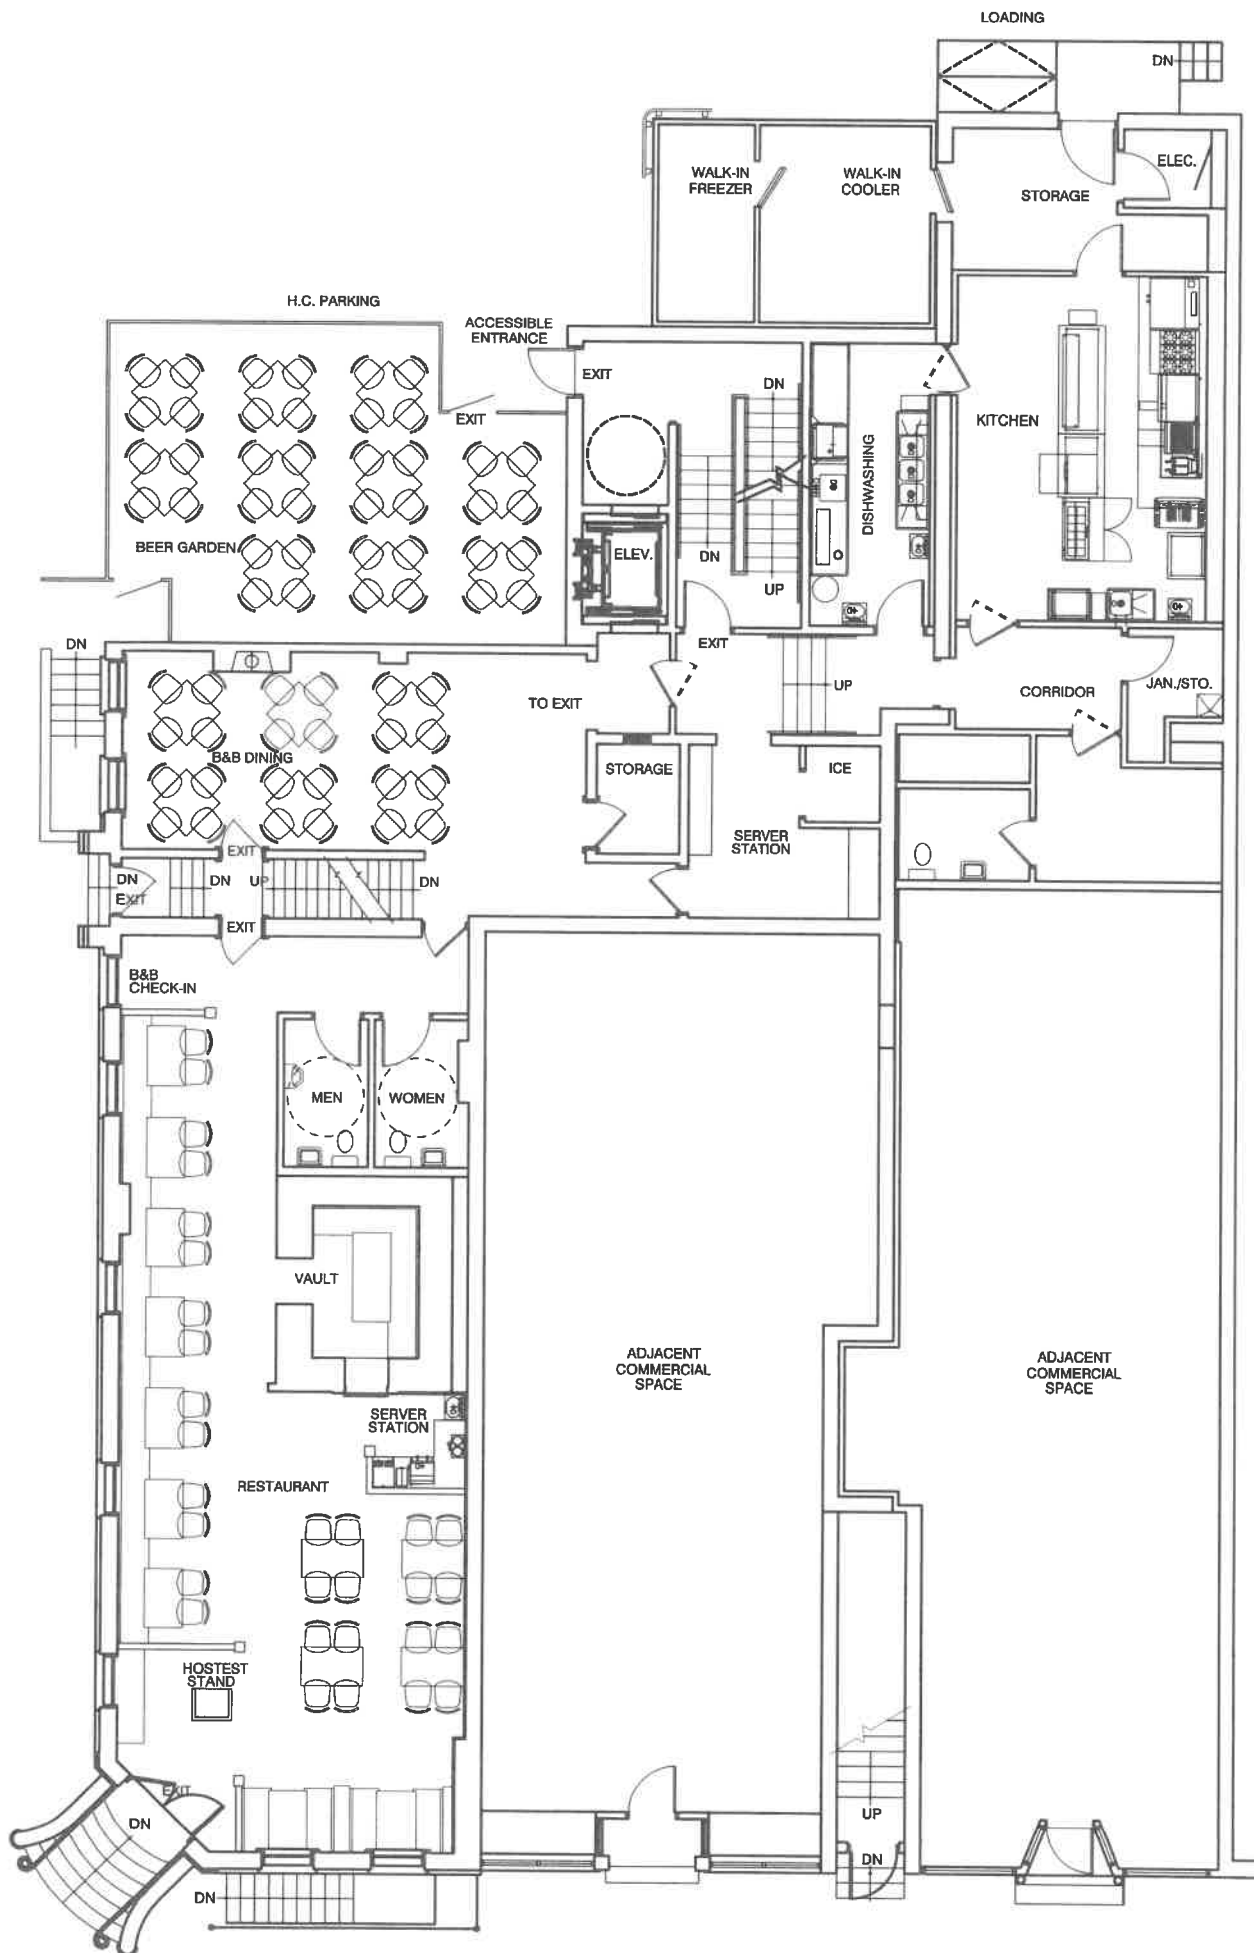 LOADING
DN
WALK-IN
FREEZER
WALK-IN
COOLER
STORAGE
ELEC.
H.C. PARKING
ACCESSIBLE
ENTRANCE
EXIT
DN
EXIT
KITCHEN
DISHWASHING
BEER GARDEN
ELEV.
DN
UP
DN
EXIT
TO EXIT
UP
CORRIDOR
JAN./STO.
B&B DINING
STORAGE
ICE
SERVER
STATION
EXIT
DN
EXIT
DN
UP
DN
EXIT
B&B
CHECK-IN
MEN
WOMEN
VAULT
ADJACENT
COMMERCIAL
SPACE
ADJACENT
COMMERCIAL
SPACE
SERVER
STATION
RESTAURANT
HOSTEST
STAND
EXIT
DN
UP
DN
DN